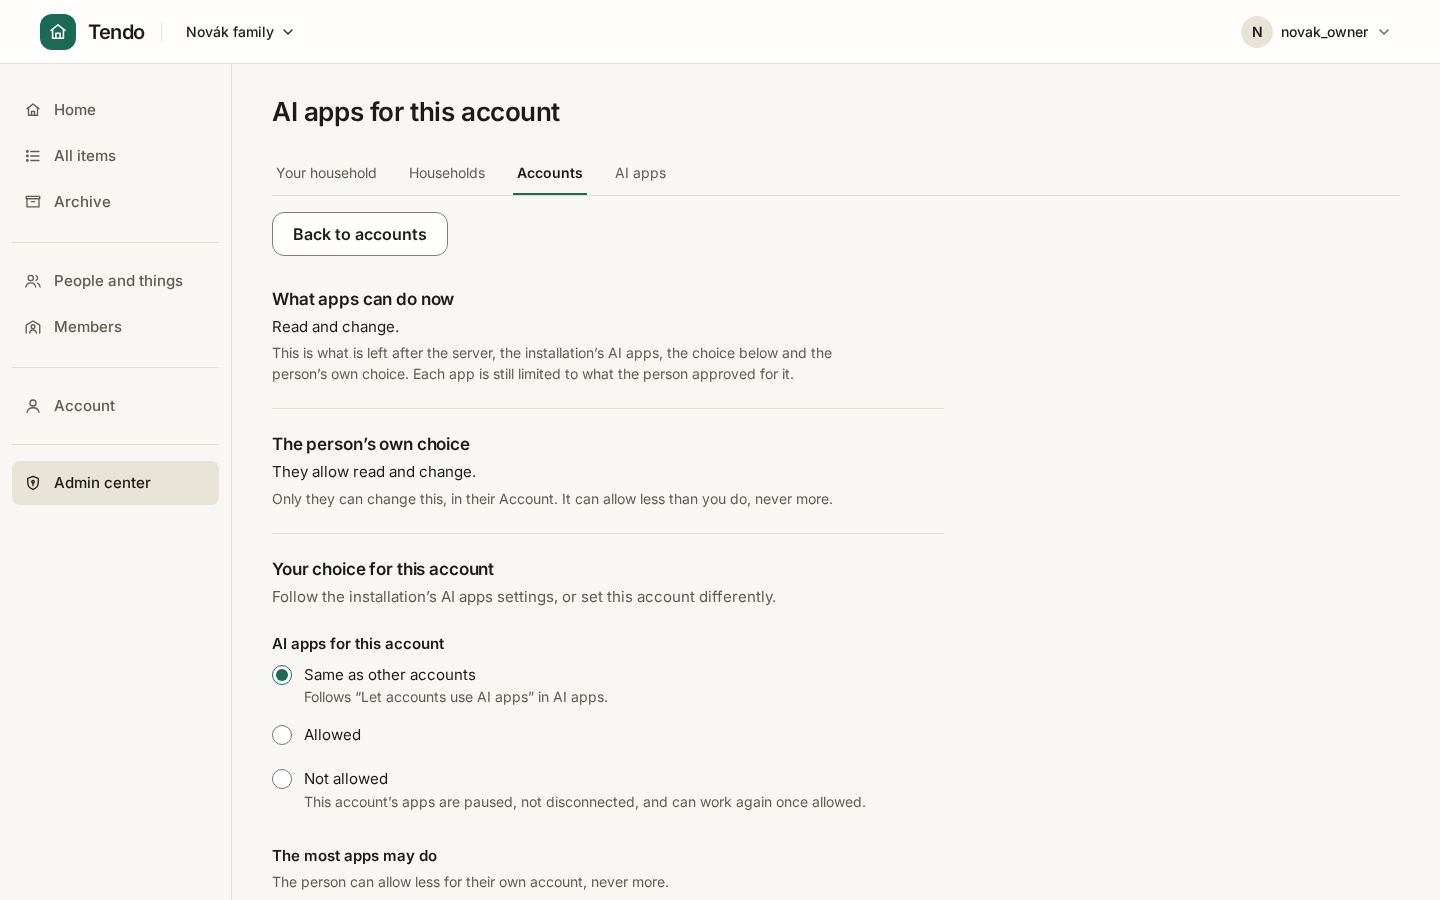 Tendo
Novák family
N
novak_owner
Home
All items
Archive
People and things
Members
Account
Admin center
AI apps for this account
Your household
Households
Accounts
AI apps
Back to accounts
What apps can do now
Read and change.
This is what is left after the server, the installation’s AI apps, the choice below and the
person’s own choice. Each app is still limited to what the person approved for it.
The person’s own choice
They allow read and change.
Only they can change this, in their Account. It can allow less than you do, never more.
Your choice for this account
Follow the installation’s AI apps settings, or set this account differently.
AI apps for this account
Same as other accounts
Follows “Let accounts use AI apps” in AI apps.
Allowed
Not allowed
This account’s apps are paused, not disconnected, and can work again once allowed.
The most apps may do
The person can allow less for their own account, never more.